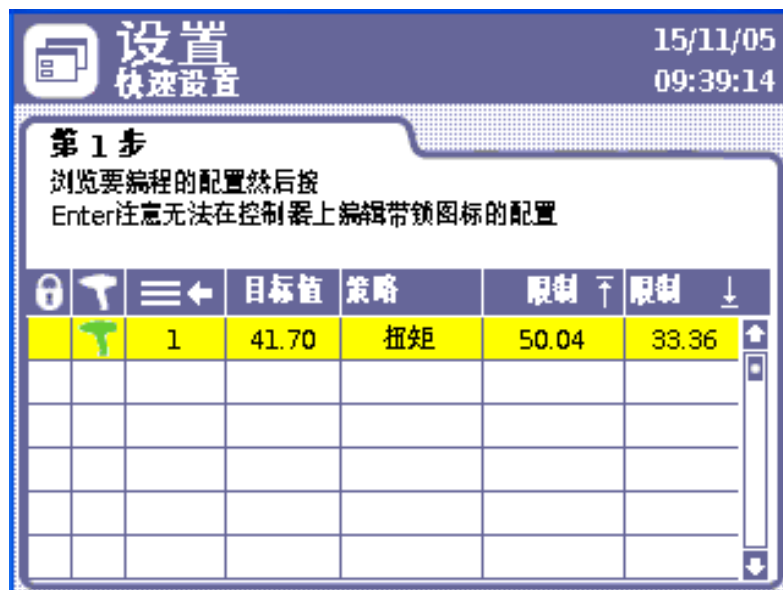 设置
快速设置
15/11/05
09:39:14
第 1 步
浏览要编程的配置然后按
Enter注意无法在控制器上编辑带锁图标的配置
目标值 策略 限制 限制
1 41.70 扭矩 50.04 33.36